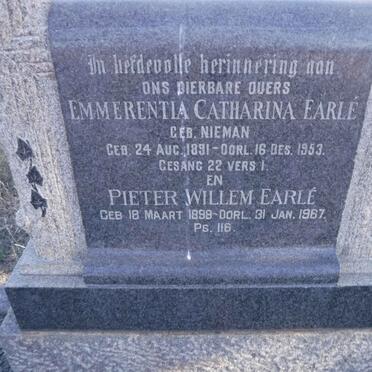 In liefdevolle herinnering aan
ONS DIERBARE OUERS
EMMERENTIA CATHARINA EARLÉ
GEB. NIEMAN
GEB. 24 AUG. 1891 - OORL. 16 DES. 1953.
GESANG 22 VERS 1.
EN
PIETER WILLEM EARLÉ
GEB 18 MAART 1898 - OORL. 31 JAN. 1967.
PS. 116.